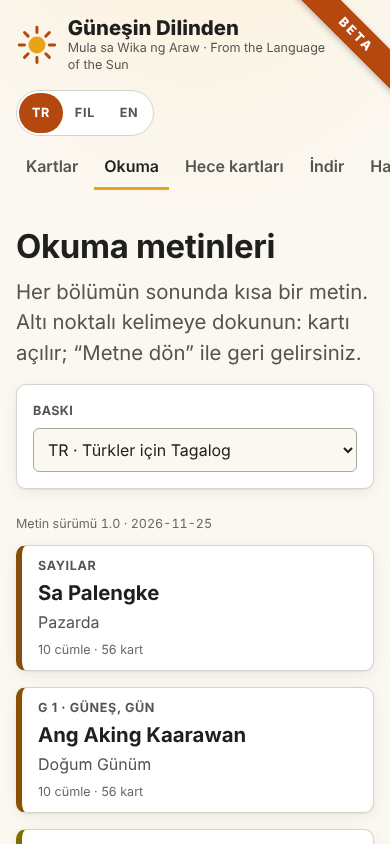 Güneşin Dilinden
Mula sa Wika ng Araw · From the Language
of the Sun
BETA
TR FIL EN
Kartlar Okuma Hece kartları İndir Ha
Okuma metinleri
Her bölümün sonunda kısa bir metin.
Altı noktalı kelimeye dokunun: kartı
açılır; “Metne dön” ile geri gelirsiniz.
BASKI
TR · Türkler için Tagalog
Metin sürümü 1.0 · 2026-11-25
SAYILAR
Sa Palengke
Pazarda
10 cümle · 56 kart
G 1 · GÜNEŞ, GÜN
Ang Aking Kaarawan
Doğum Günüm
10 cümle · 56 kart